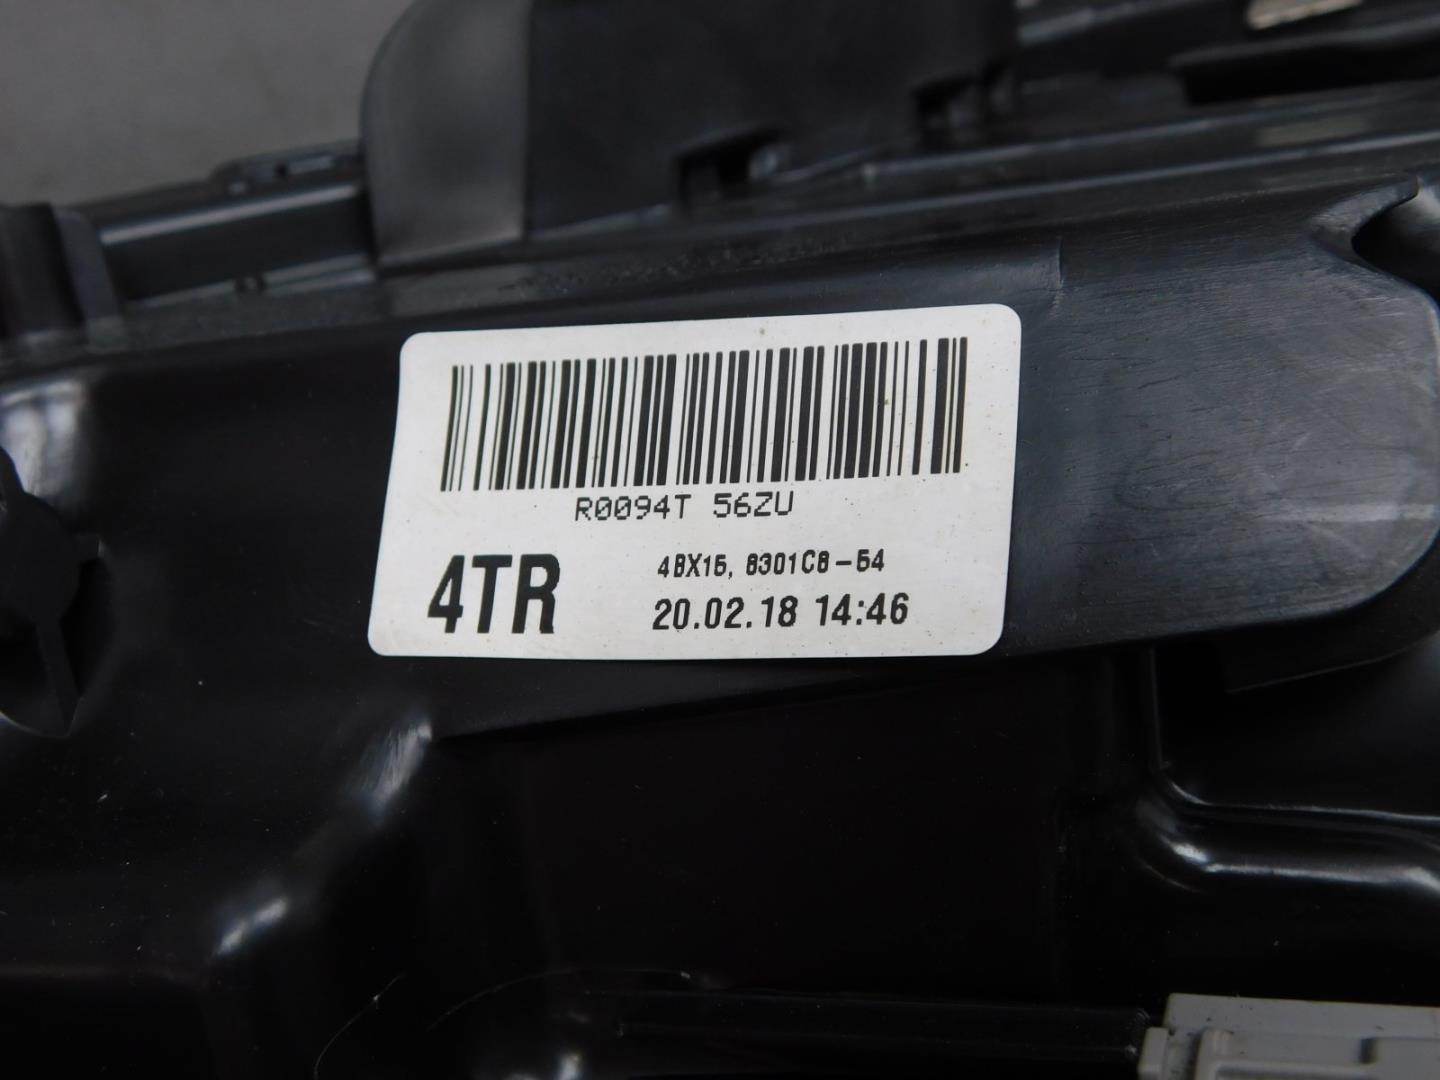 R0094T 56ZU
4TR
4BX15, 8301C8-54
20.02.18 14:46